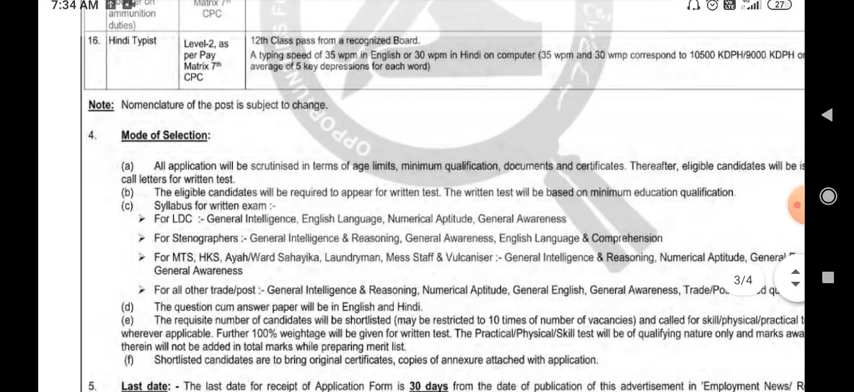 7:34 AM
27
ammunition
duties)
Matrix 7th
CPC
16. Hindi Typist
Level-2, as
per Pay
Matrix 7th
CPC
12th Class pass from a recognized Board.
A typing speed of 35 wpm in English or 30 wpm in Hindi on computer (35 wpm and 30 wmp correspond to 10500 KDPH/9000 KDPH
average of 5 key depressions for each word)
OPPORTUNI
Note: Nomenclature of the post is subject to change.
4. Mode of Selection:
(a) All application will be scrutinised in terms of age limits, minimum qualification, documents and certificates. Thereafter, eligible candidates will be
call letters for written test.
(b) The eligible candidates will be required to appear for written test. The written test will be based on minimum education qualification.
(c) Syllabus for written exam :-
➢ For LDC :- General Intelligence, English Language, Numerical Aptitude, General Awareness
➢ For Stenographers :- General Intelligence & Reasoning, General Awareness, English Language & Comprehension
➢ For MTS, HKS, Ayah/Ward Sahayika, Laundryman, Mess Staff & Vulcaniser :- General Intelligence & Reasoning, Numerical Aptitude, General
General Awareness
3/4
➢ For all other trade/post :- General Intelligence & Reasoning, Numerical Aptitude, General English, General Awareness,
(d) The question cum answer paper will be in English and Hindi.
(e) The requisite number of candidates will be shortlisted (may be restricted to 10 times of number of vacancies) and called for skill/physical/practical
wherever applicable. Further 100% weightage will be given for written test. The Practical/Physical/Skill test will be of qualifying nature only and marks
therein will not be added in total marks while preparing merit list.
(f) Shortlisted candidates are to bring original certificates, copies of annexure attached with application.
5. Last date: - The last date for receipt of Application Form is 30 days from the date of publication of this advertisement in 'Employment News/